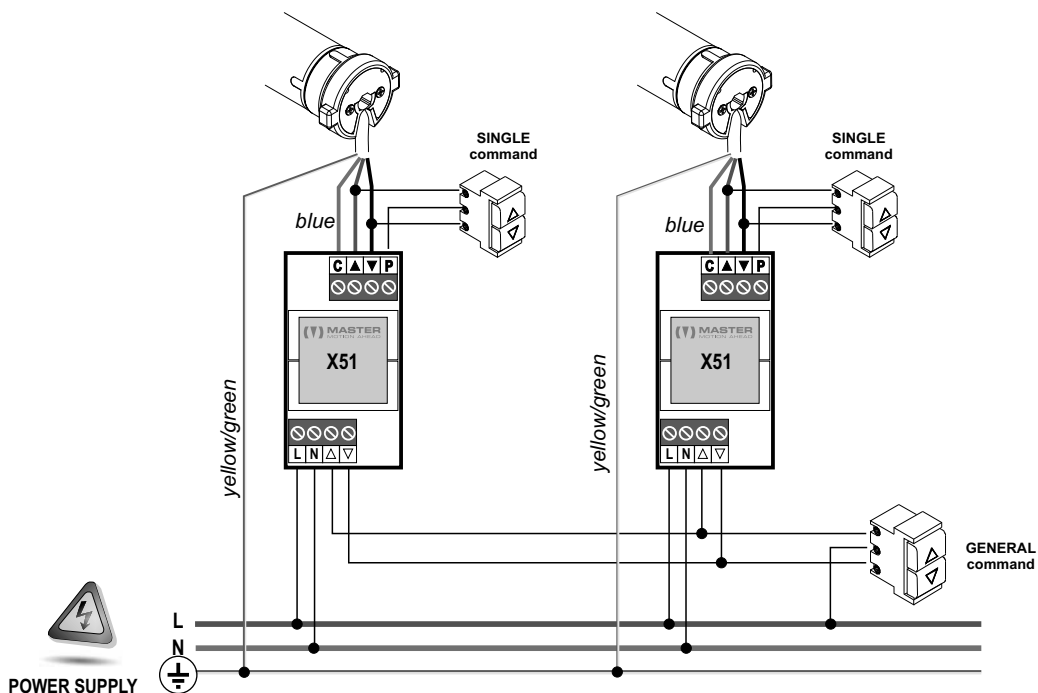 SINGLE
command
SINGLE
command
blue
blue
C ▲ ▼ P
C ▲ ▼ P
MASTER
MOTION AHEAD
X51
MASTER
MOTION AHEAD
X51
yellow/green
yellow/green
L N △ ▽
L N △ ▽
GENERAL
command
L
N
POWER SUPPLY